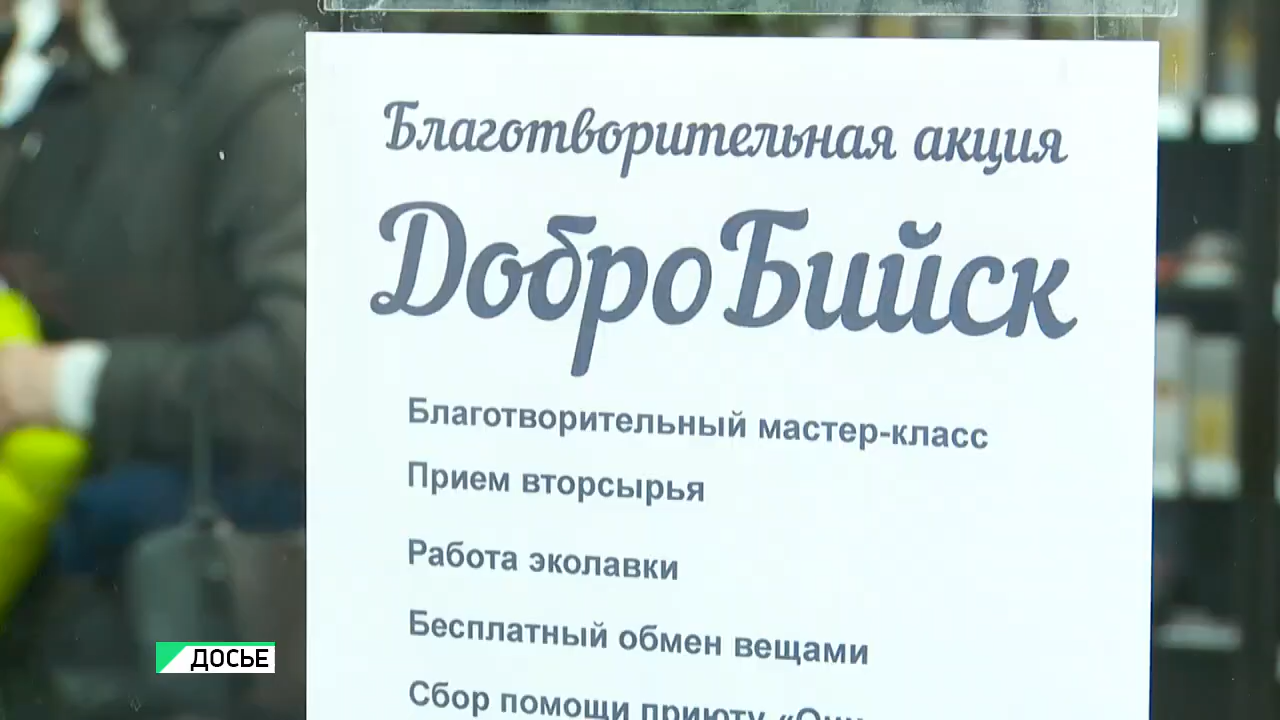 Благотворительная акция
ДоброБийск
Благотворительный мастер-класс
Прием вторсырья
Работа эколавки
Бесплатный обмен вещами
Сбор помощи приюту
ДОСЬЕ